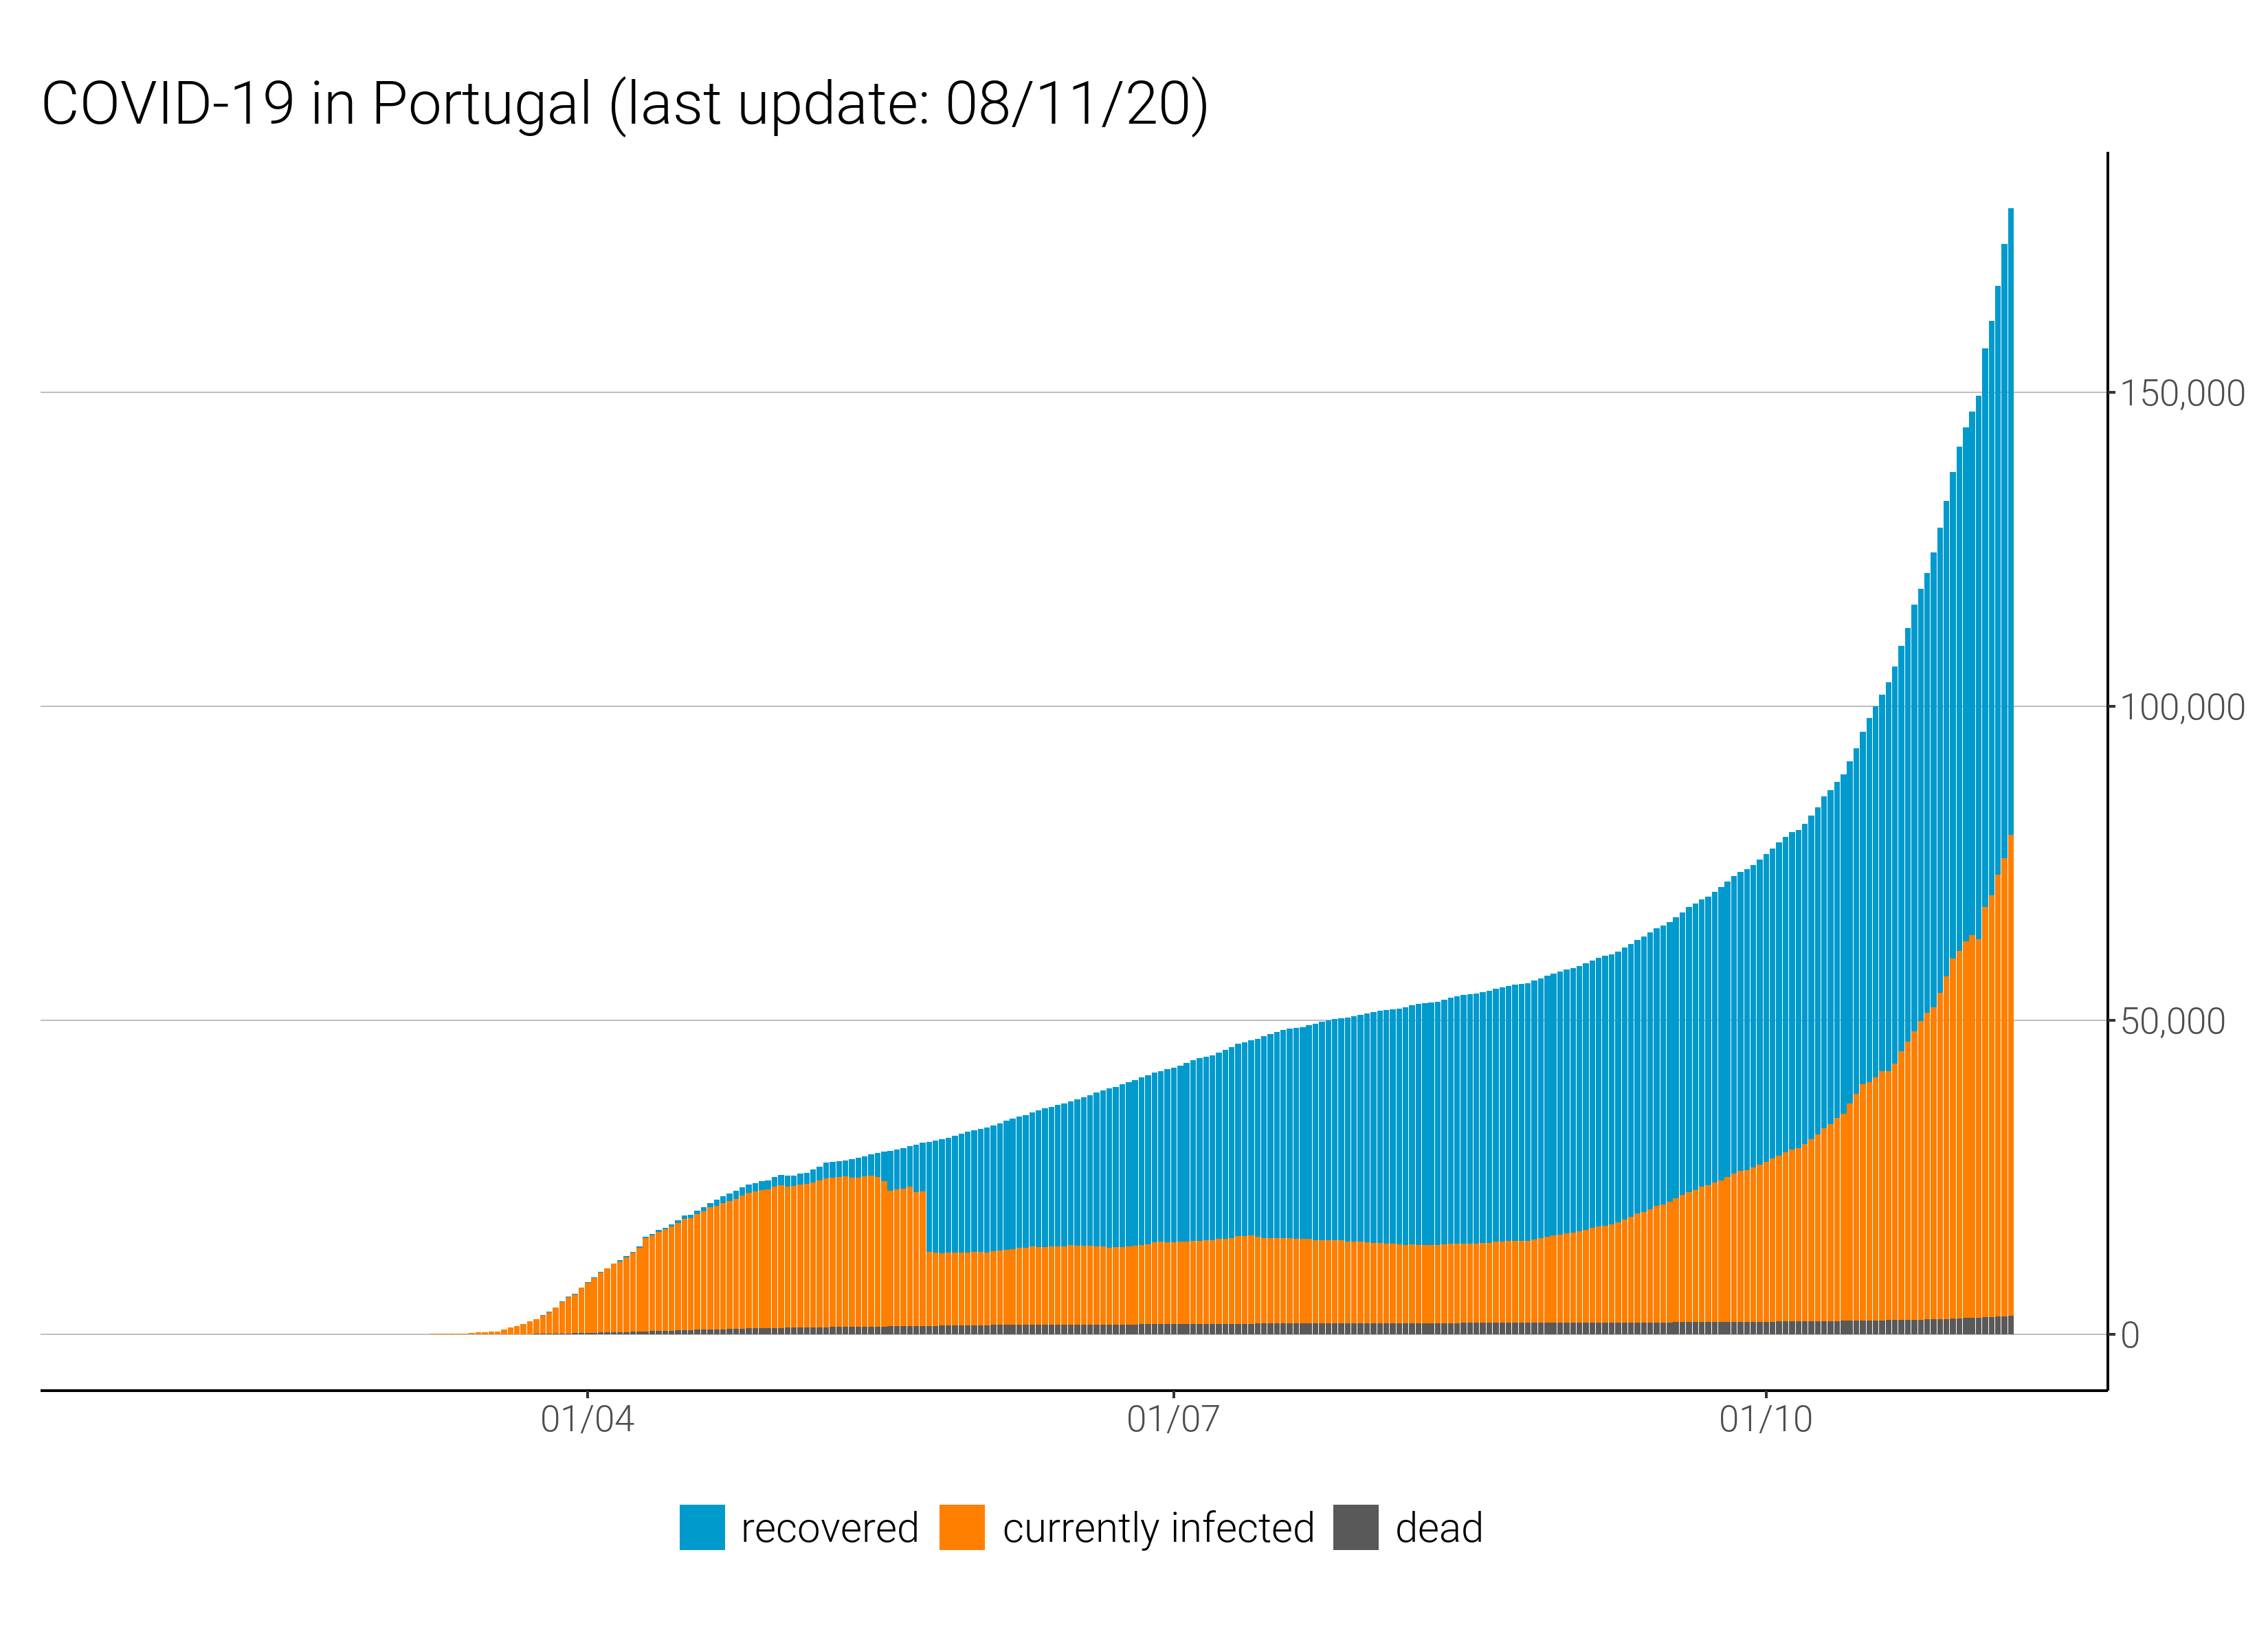 COVID-19 in Portugal (last update: 08/11/20)
150,000
100,000
50,000
0
01/04 01/07 01/10
recovered currently infected dead